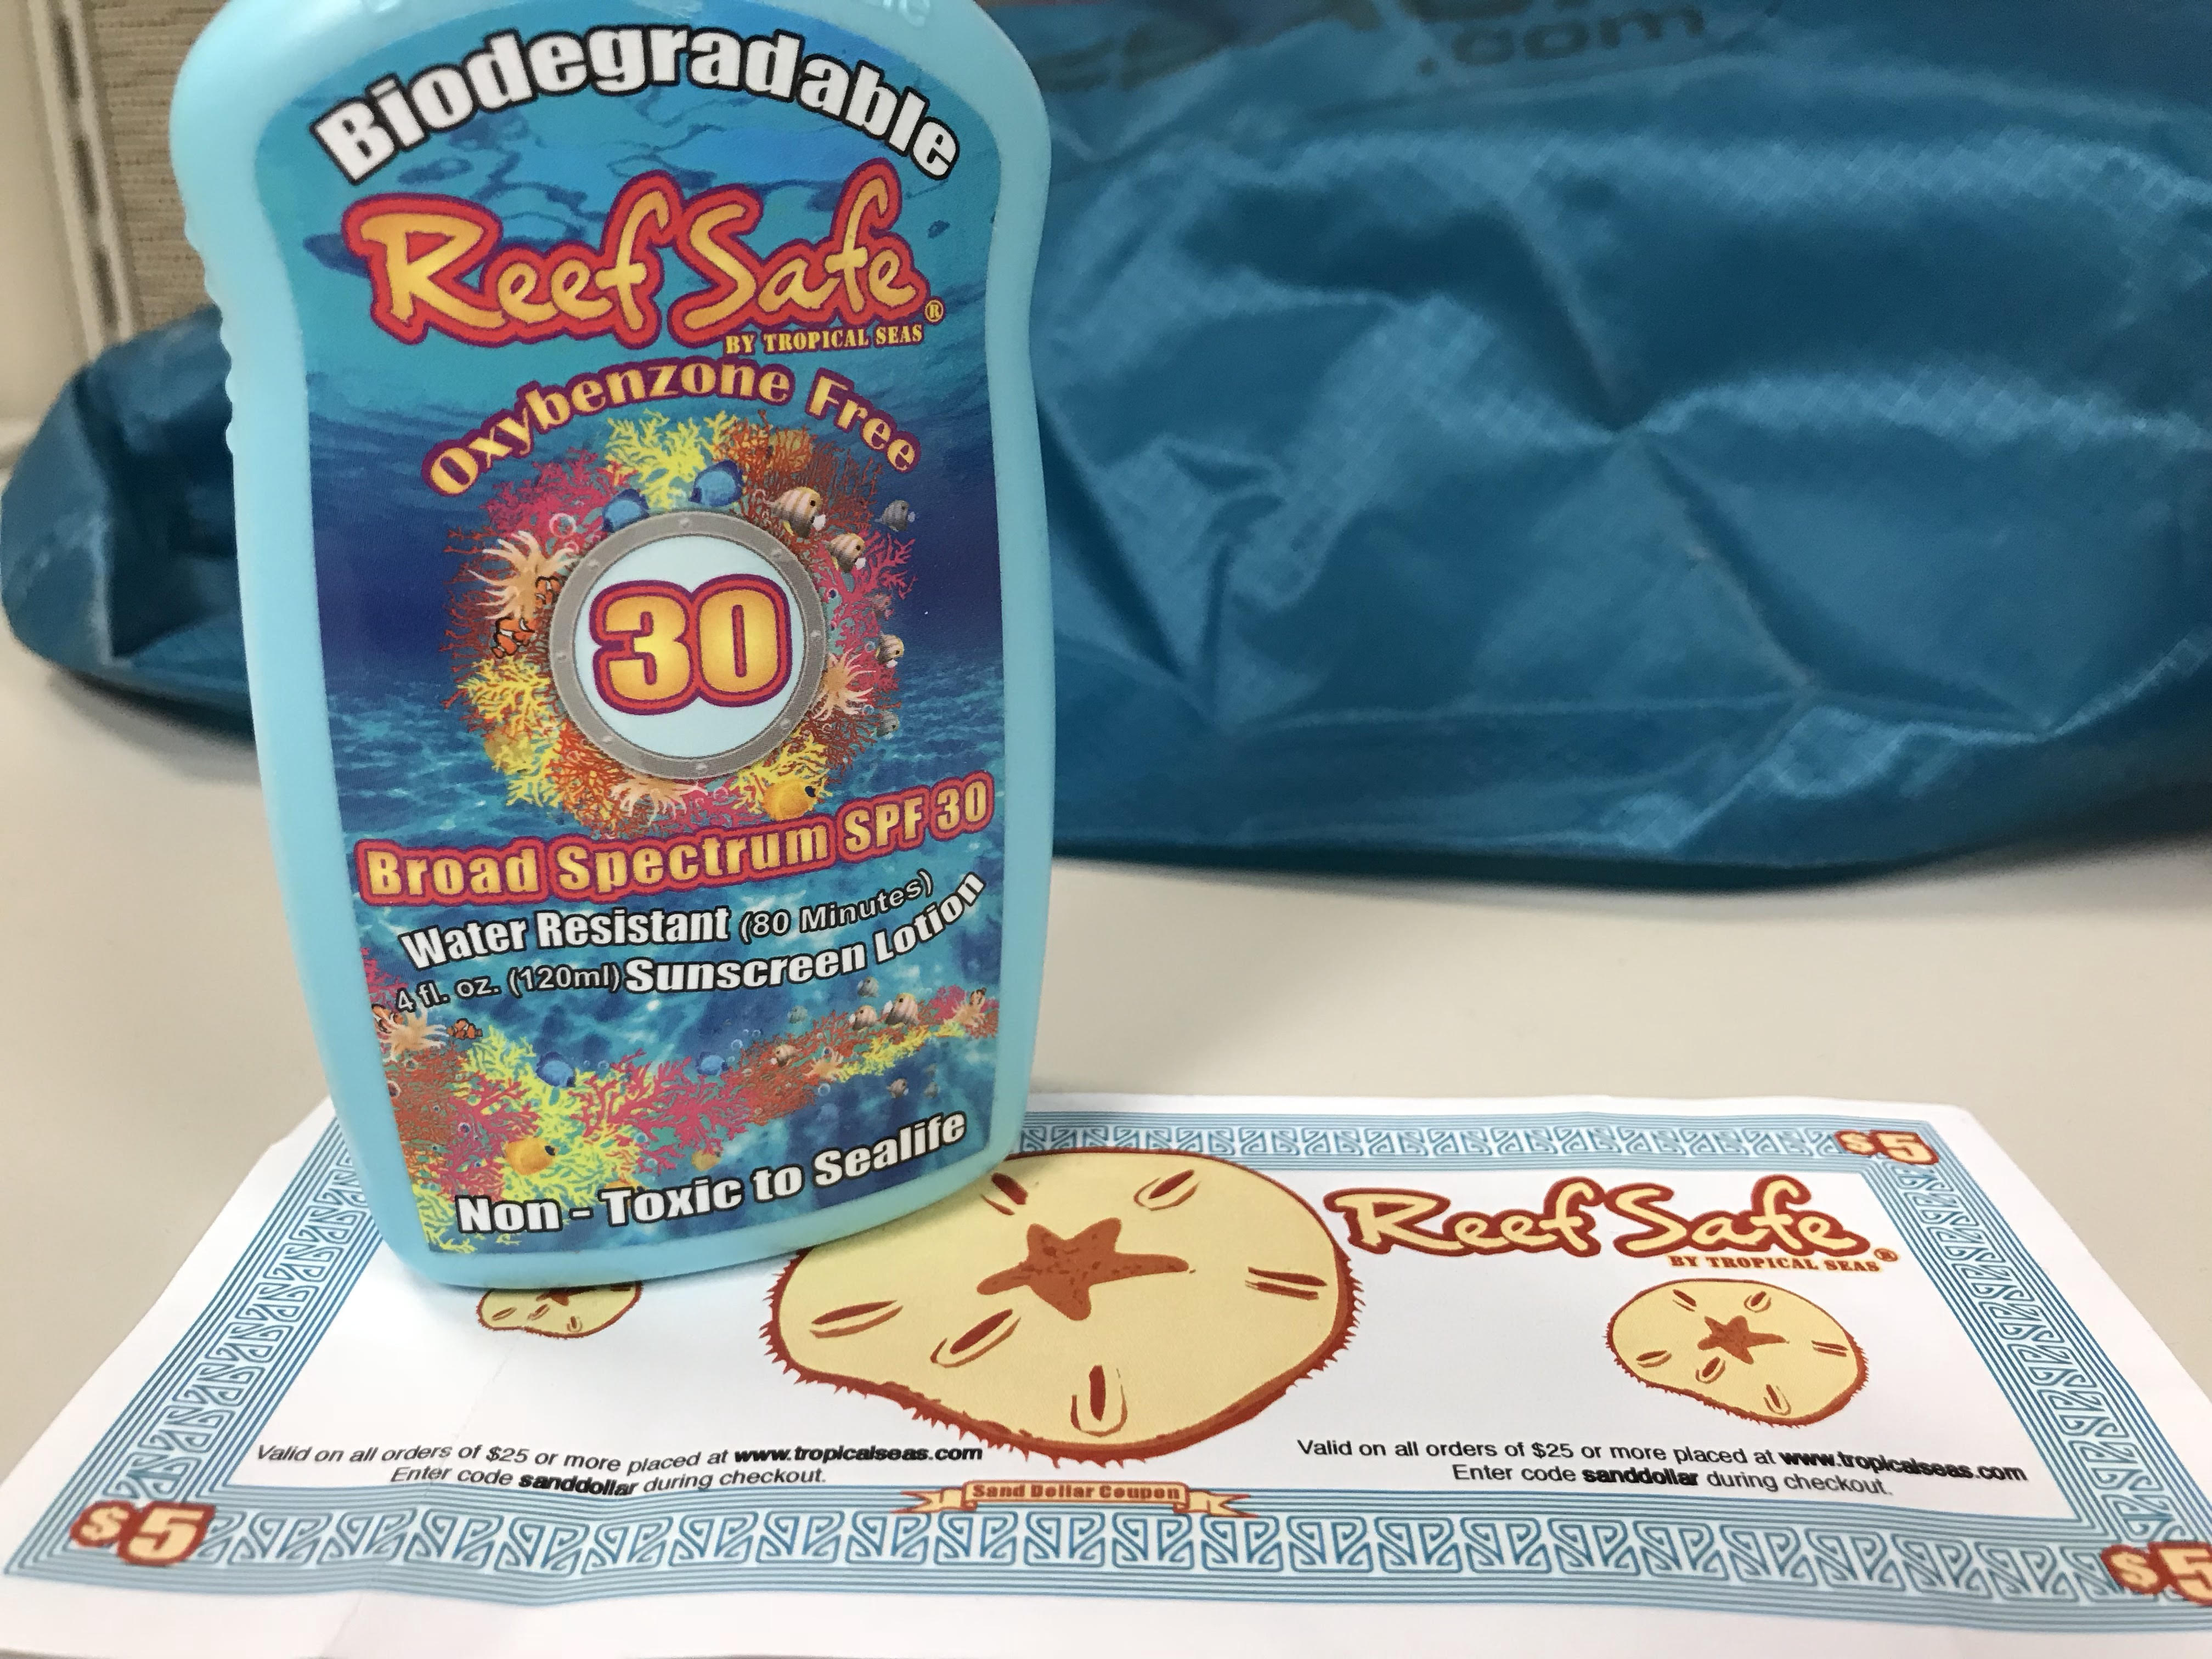 .com
Biodegradable
Reef Safe®
BY TROPICAL SEAS
Oxybenzone Free
30
Broad Spectrum SPF 30
Water Resistant (80 Minutes)
4 fl. oz. (120ml) Sunscreen Lotion
Non - Toxic to Sealife
$5
Reef Safe®
BY TROPICAL SEAS
Valid on all orders of $25 or more placed at www.tropicalseas.com
Enter code sanddollar during checkout.
Valid on all orders of $25 or more placed at www.tropicalseas.com
Enter code sanddollar during checkout.
Sand Dollar Coupon
$5
$5